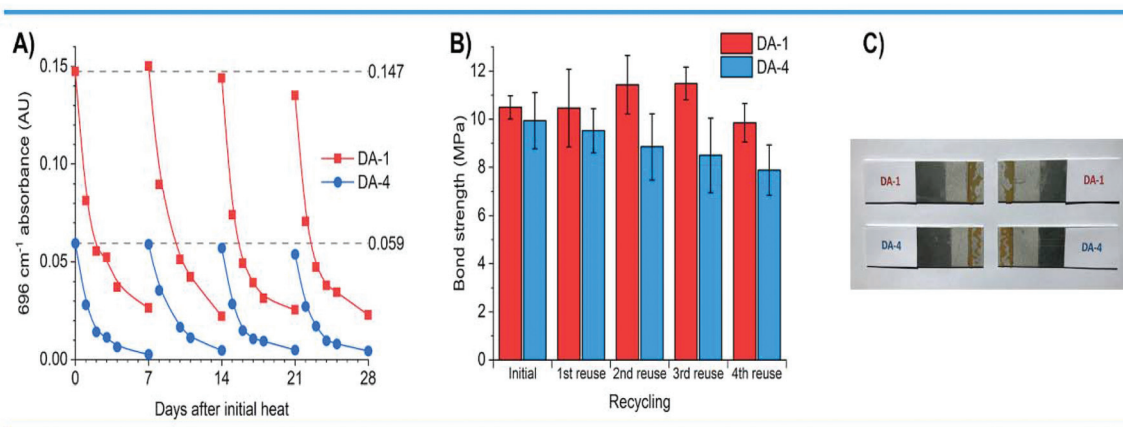 A)
696 cm⁻¹ absorbance (AU)
0.15
0.10
0.05
0.00
0.147
0.059
DA-1
DA-4
0
7
14
21
28
Days after initial heat
B)
Bond strength (MPa)
12
10
8
6
4
2
0
DA-1
DA-4
Initial
1st reuse
2nd reuse
3rd reuse
4th reuse
Recycling
C)
DA-1
DA-1
DA-4
DA-4